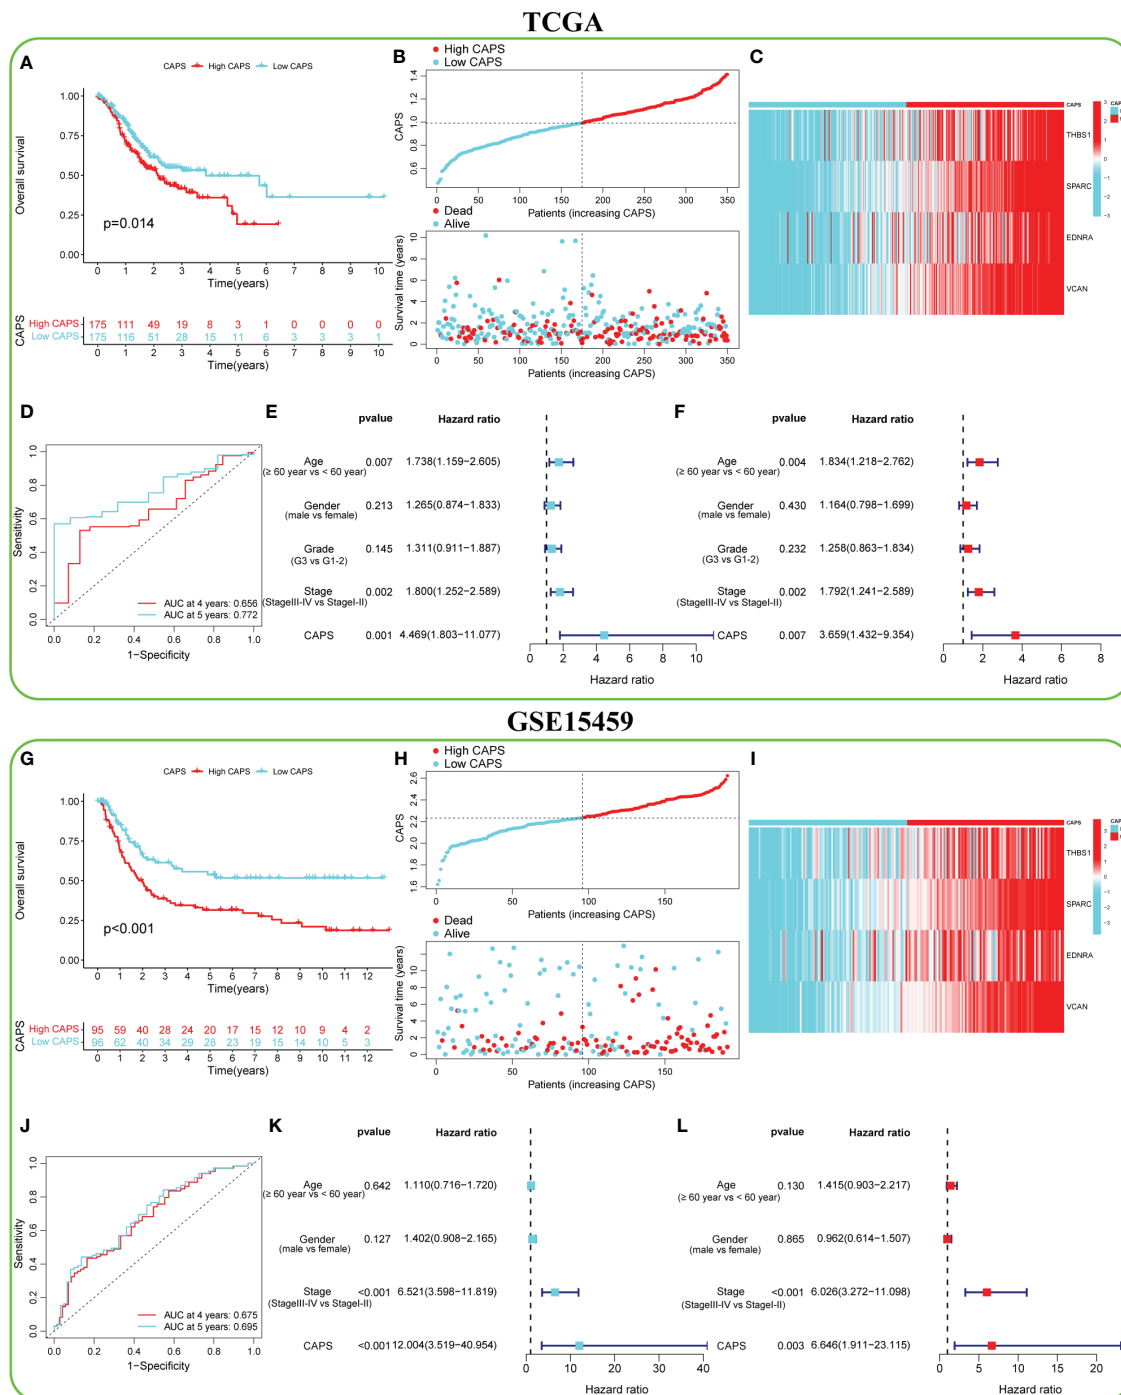 TCGA
A
CAPS High CAPS Low CAPS
Overall survival
1.00
0.75
0.50
0.25
0.00
p=0.014
0 1 2 3 4 5 6 7 8 9 10
Time(years)
CAPS
High CAPS 175 111 49 19 8 3 1 0 0 0 0
Low CAPS 175 116 51 28 15 11 6 3 3 3 1
0 1 2 3 4 5 6 7 8 9 10
Time(years)
B
High CAPS
Low CAPS
CAPS
1.4
1.2
1.0
0.8
0.6
0 50 100 150 200 250 300 350
Patients (increasing CAPS)
Dead
Alive
Survival time (years)
10
8
6
4
2
0
0 50 100 150 200 250 300 350
Patients (increasing CAPS)
C
CAPS
THBS1
SPARC
EDNRA
VCAN
3
2
1
0
−1
−2
−3
D
Sensitivity
1.0
0.8
0.6
0.4
0.2
0.0
AUC at 4 years: 0.656
AUC at 5 years: 0.772
0.0 0.2 0.4 0.6 0.8 1.0
1−Specificity
E
pvalue Hazard ratio
Age
(≥ 60 year vs < 60 year)
0.007 1.738(1.159−2.605)
Gender
(male vs female)
0.213 1.265(0.874−1.833)
Grade
(G3 vs G1-2)
0.145 1.311(0.911−1.887)
Stage
(StageIII-IV vs StageI-II)
0.002 1.800(1.252−2.589)
CAPS 0.001 4.469(1.803−11.077)
0 2 4 6 8 10
Hazard ratio
F
pvalue Hazard ratio
Age
(≥ 60 year vs < 60 year)
0.004 1.834(1.218−2.762)
Gender
(male vs female)
0.430 1.164(0.798−1.699)
Grade
(G3 vs G1-2)
0.232 1.258(0.863−1.834)
Stage
(StageIII-IV vs StageI-II)
0.002 1.792(1.241−2.589)
CAPS 0.007 3.659(1.432−9.354)
0 2 4 6 8
Hazard ratio
GSE15459
G
CAPS High CAPS Low CAPS
Overall survival
1.00
0.75
0.50
0.25
0.00
p<0.001
0 1 2 3 4 5 6 7 8 9 10 11 12
Time(years)
CAPS
High CAPS 95 59 40 28 24 20 17 15 12 10 9 4 2
Low CAPS 96 62 40 34 29 28 23 19 15 14 10 5 3
0 1 2 3 4 5 6 7 8 9 10 11 12
Time(years)
H
High CAPS
Low CAPS
CAPS
2.6
2.4
2.2
2.0
1.8
1.6
0 50 100 150
Patients (increasing CAPS)
Dead
Alive
Survival time (years)
10
8
6
4
2
0
0 50 100 150
Patients (increasing CAPS)
I
CAPS
THBS1
SPARC
EDNRA
VCAN
3
2
1
0
−1
−2
−3
J
Sensitivity
1.0
0.8
0.6
0.4
0.2
0.0
AUC at 4 years: 0.675
AUC at 5 years: 0.695
0.0 0.2 0.4 0.6 0.8 1.0
1−Specificity
K
pvalue Hazard ratio
Age
(≥ 60 year vs < 60 year)
0.642 1.110(0.716−1.720)
Gender
(male vs female)
0.127 1.402(0.908−2.165)
Stage
(StageIII-IV vs StageI-II)
<0.001 6.521(3.598−11.819)
CAPS <0.001 12.004(3.519−40.954)
0 10 20 30 40
Hazard ratio
L
pvalue Hazard ratio
Age
(≥ 60 year vs < 60 year)
0.130 1.415(0.903−2.217)
Gender
(male vs female)
0.865 0.962(0.614−1.507)
Stage
(StageIII-IV vs StageI-II)
<0.001 6.026(3.272−11.098)
CAPS 0.003 6.646(1.911−23.115)
0 5 10 15 20
Hazard ratio